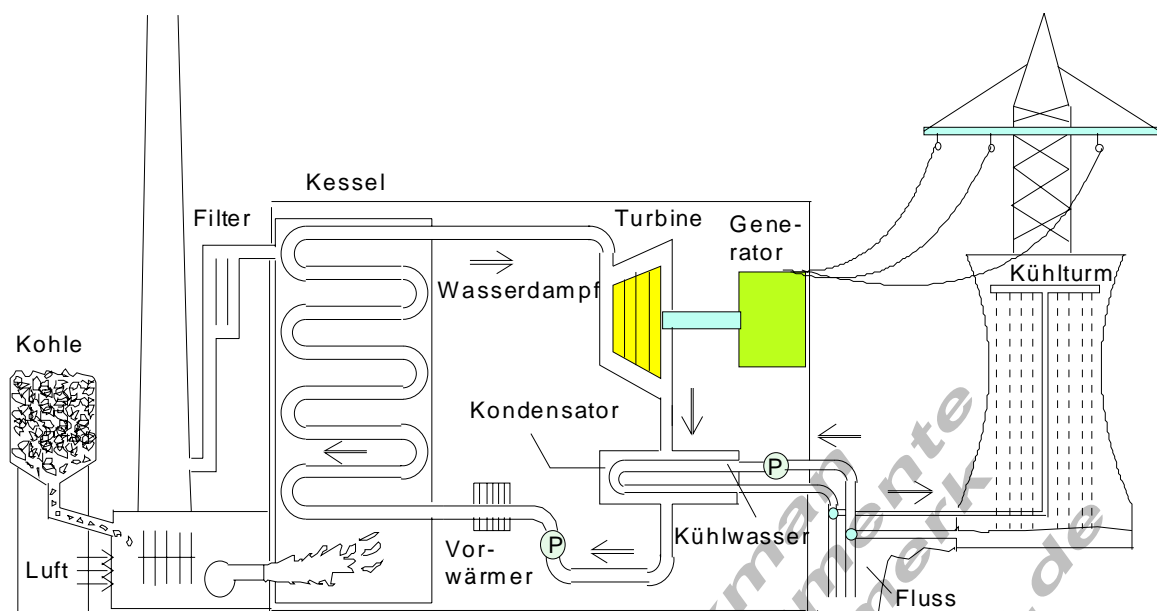 Kessel
Filter
Turbine
Gene-
rator
Kühlturm
Wasserdampf
Kohle
Kondensator
P
Kühlwasser
Vor-
wärmer
P
Luft
Fluss